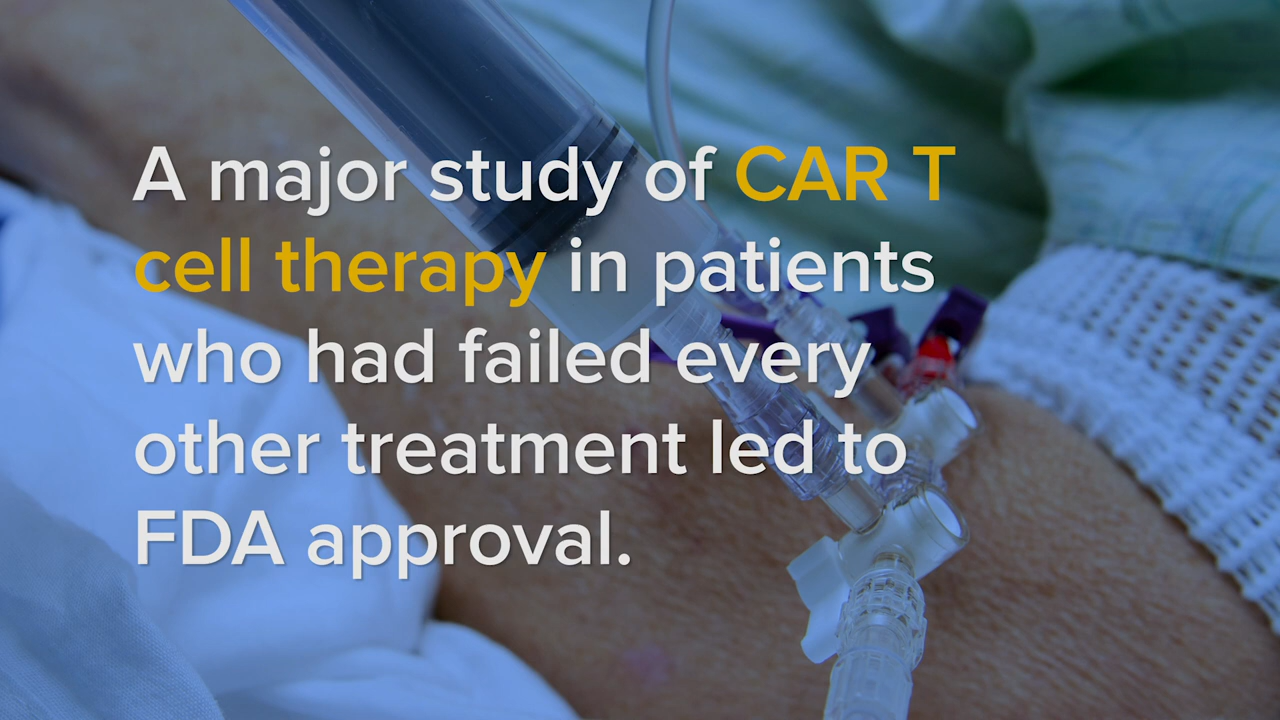 A major study of CAR T
cell therapy in patients
who had failed every
other treatment led to
FDA approval.